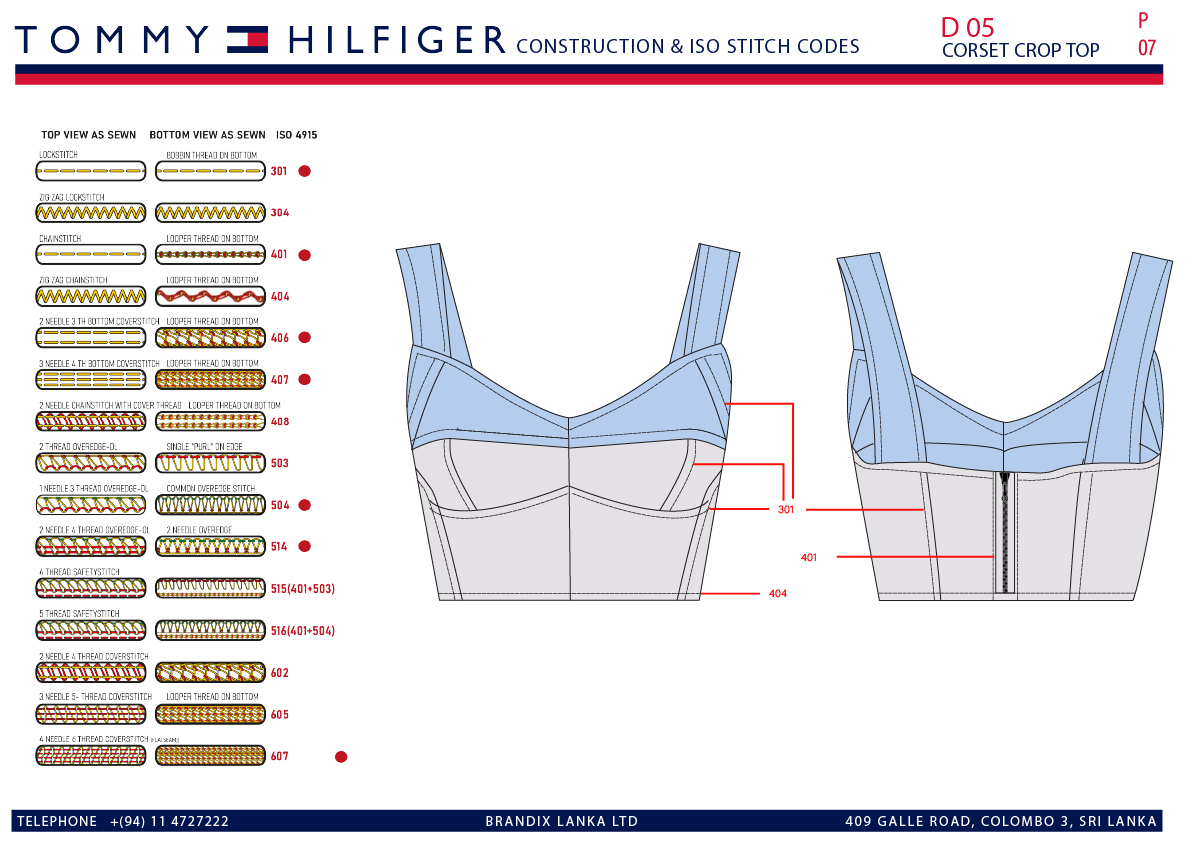 TOMMY HILFIGER CONSTRUCTION & ISO STITCH CODES
D 05
CORSET CROP TOP
P
07
TOP VIEW AS SEWN BOTTOM VIEW AS SEWN ISO 4915
LOCKSTITCH BOBBIN THREAD ON BOTTOM
301
ZIG ZAG LOCKSTITCH
304
CHAINSTITCH LOOPER THREAD ON BOTTOM
401
ZIG ZAG CHAINSTITCH LOOPER THREAD ON BOTTOM
404
2 NEEDLE 3 TH BOTTOM COVERSTITCH LOOPER THREAD ON BOTTOM
406
3 NEEDLE 4 TH BOTTOM COVERSTITCH LOOPER THREAD ON BOTTOM
407
2 NEEDLE CHAINSTITCH WITH COVER THREAD LOOPER THREAD ON BOTTOM
408
2 THREAD OVEREDGE-DL SINGLE "PURL" ON EDGE
503
1 NEEDLE 3 THREAD OVEREDGE-DL COMMON OVEREDGE STITCH
504
2 NEEDLE 4 THREAD OVEREDGE-DL 2 NEEDLE OVEREDGE
514
4 THREAD SAFETYSTITCH
515(401+503)
5 THREAD SAFETYSTITCH
516(401+504)
2 NEEDLE 4 THREAD COVERSTITCH
602
3 NEEDLE 5- THREAD COVERSTITCH LOOPER THREAD ON BOTTOM
605
4 NEEDLE 6 THREAD COVERSTITCH (FLATSEAM)
607
301
401
404
TELEPHONE +(94) 11 4727222 BRANDIX LANKA LTD 409 GALLE ROAD, COLOMBO 3, SRI LANKA